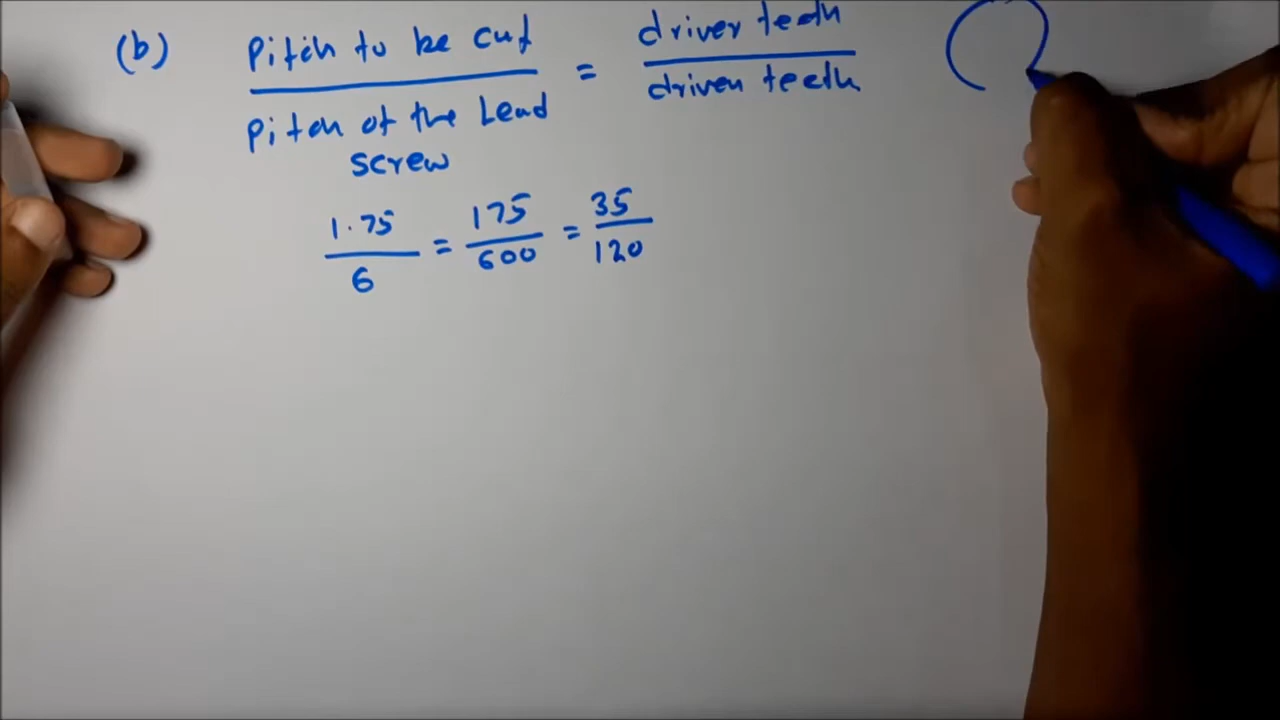 (b) Pitch to be cut / Pitch of the Lead screw = driver teeth / driven teeth
1.75 / 6 = 175 / 600 = 35 / 120